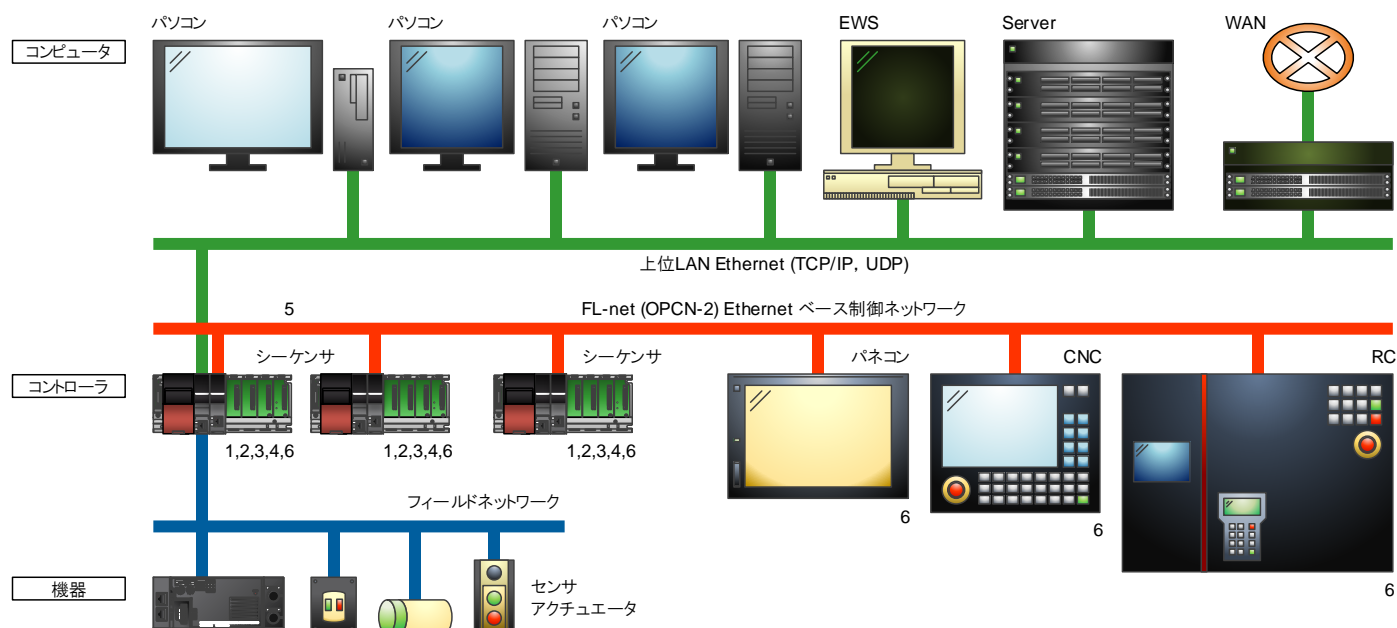 パソコン
パソコン
パソコン
EWS
Server
WAN
コンピュータ
上位LAN Ethernet (TCP/IP, UDP)
5
FL-net (OPCN-2) Ethernet ベース制御ネットワーク
シーケンサ
シーケンサ
パネコン
CNC
RC
コントローラ
1,2,3,4,6
1,2,3,4,6
1,2,3,4,6
6
6
6
フィールドネットワーク
機器
センサ
アクチュエータ